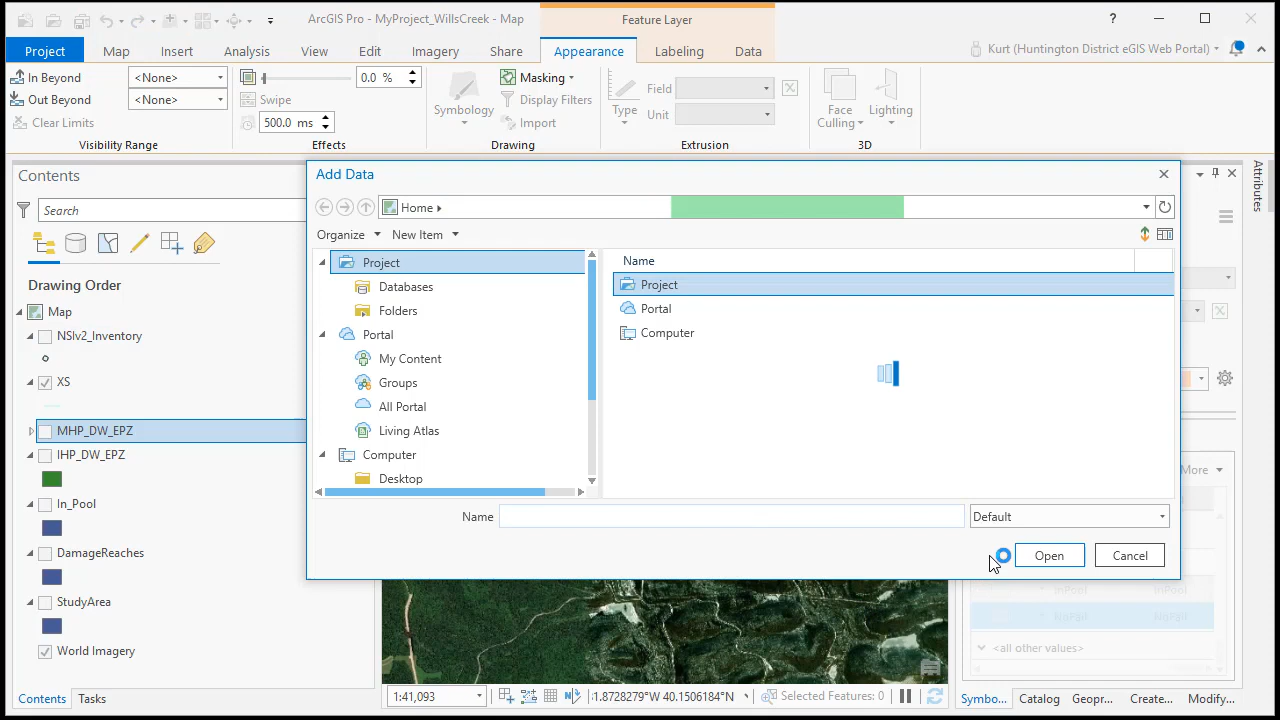 ArcGIS Pro - MyProject_WillsCreek - Map
Feature Layer
?
Project Map Insert Analysis View Edit Imagery Share Appearance Labeling Data
Kurt (Huntington District eGIS Web Portal)
In Beyond <None>
Out Beyond <None>
Clear Limits
Visibility Range
0.0 %
Swipe
500.0 ms
Effects
Symbology
Masking
Display Filters
Import
Drawing
Type
Field
Unit
Extrusion
Face Culling
Lighting
3D
Contents
Search
Drawing Order
Map
NSIv2_Inventory
XS
MHP_DW_EPZ
IHP_DW_EPZ
In_Pool
DamageReaches
StudyArea
World Imagery
Contents Tasks
Add Data
Home
Organize New Item
Project
Databases
Folders
Portal
My Content
Groups
All Portal
Living Atlas
Computer
Desktop
Name
Project
Portal
Computer
Name
Default
Open Cancel
Attributes
More
InPool InPool
NoFail NoFail
<all other values>
1:41,093
1.8728279°W 40.1506184°N
Selected Features: 0
Symbo... Catalog Geopr... Create... Modify...